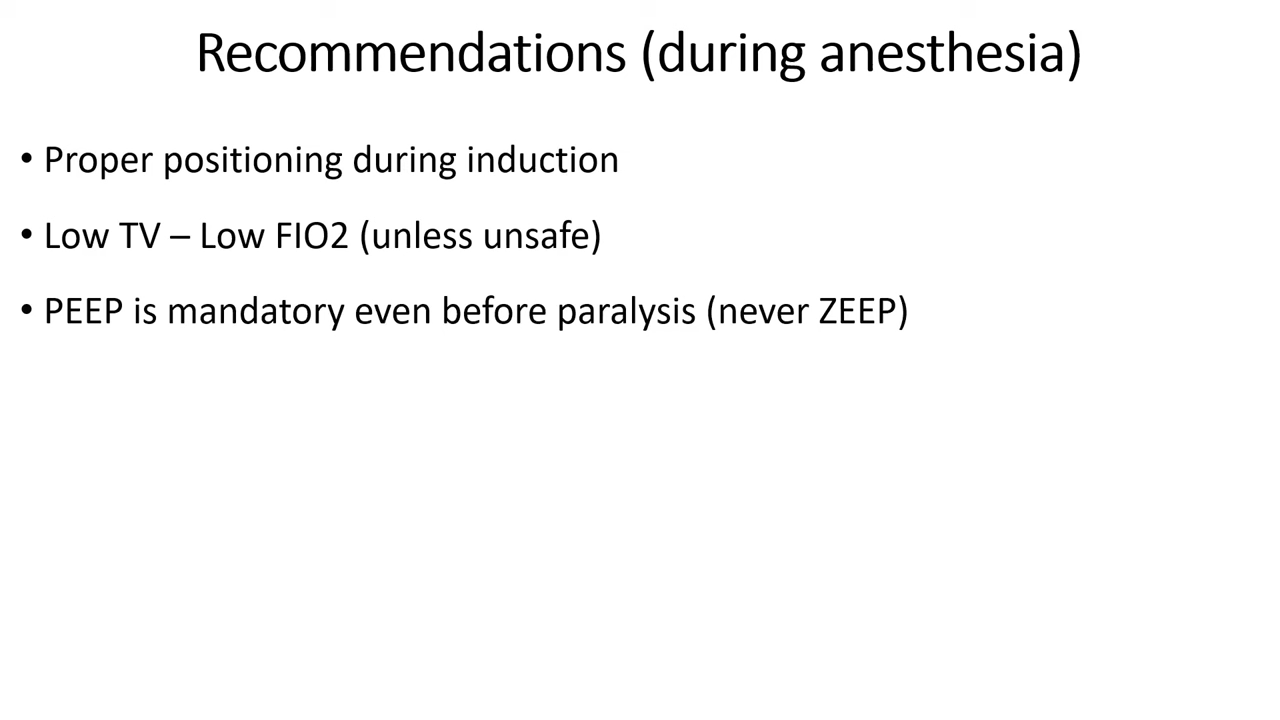 Recommendations (during anesthesia)
• Proper positioning during induction
• Low TV – Low FIO2 (unless unsafe)
• PEEP is mandatory even before paralysis (never ZEEP)